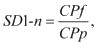 SD1-n = CPf / CPp,